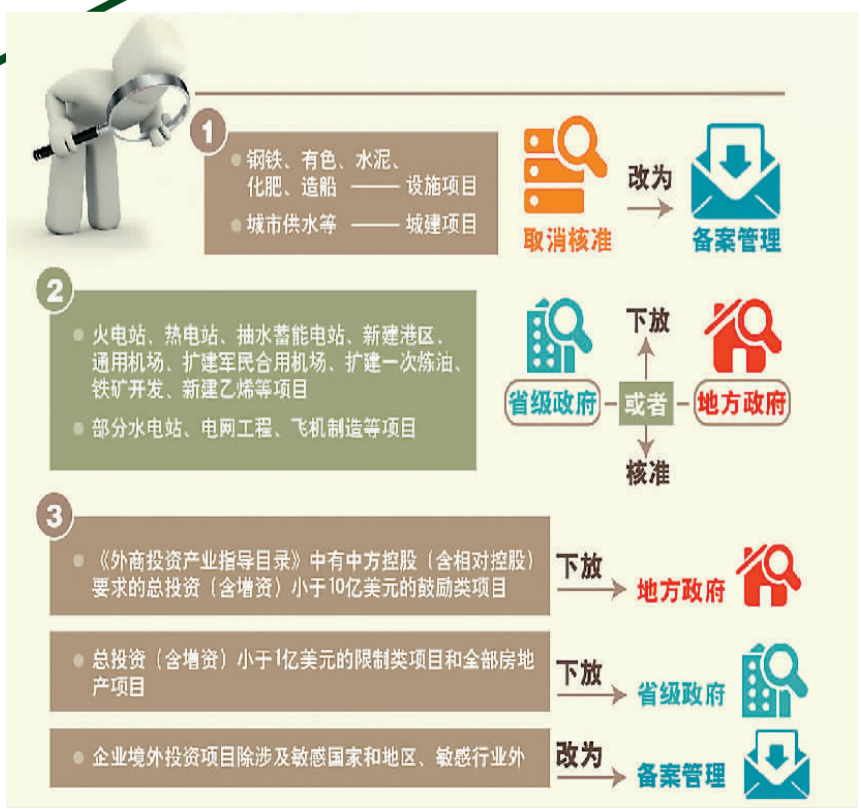 1
钢铁、有色、水泥、
化肥、造船 —— 设施项目
城市供水等 —— 城建项目
取消核准
改为
备案管理
2
火电站、热电站、抽水蓄能电站、新建港区、
通用机场、扩建军民合用机场、扩建一次炼油、
铁矿开发、新建乙烯等项目
部分水电站、电网工程、飞机制造等项目
下放
省级政府 或者 地方政府
核准
3
《外商投资产业指导目录》中有中方控股（含相对控股）
要求的总投资（含增资）小于10亿美元的鼓励类项目
下放
地方政府
总投资（含增资）小于1亿美元的限制类项目和全部房地
产项目
下放
省级政府
企业境外投资项目除涉及敏感国家和地区、敏感行业外
改为
备案管理